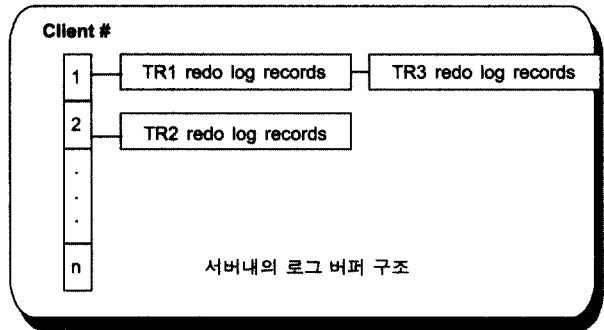 Client #
1 TR1 redo log records TR3 redo log records
2 TR2 redo log records
.
.
.
n 서버내의 로그 버퍼 구조